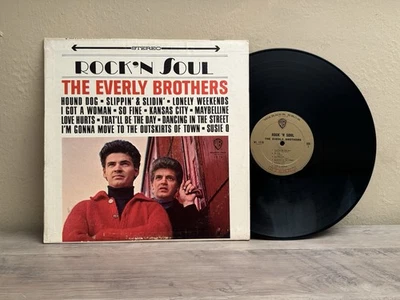 STEREO
ROCK'N SOUL
THE EVERLY BROTHERS
HOUND DOG • SLIPPIN' & SLIDIN' • LONELY WEEKENDS
I GOT A WOMAN • SO FINE • KANSAS CITY • MAYBELLINE
LOVE HURTS • THAT'LL BE THE DAY • DANCING IN THE STREET
I'M GONNA MOVE TO THE OUTSKIRTS OF TOWN • SUSIE Q
ROCK 'N SOUL
THE EVERLY BROTHERS